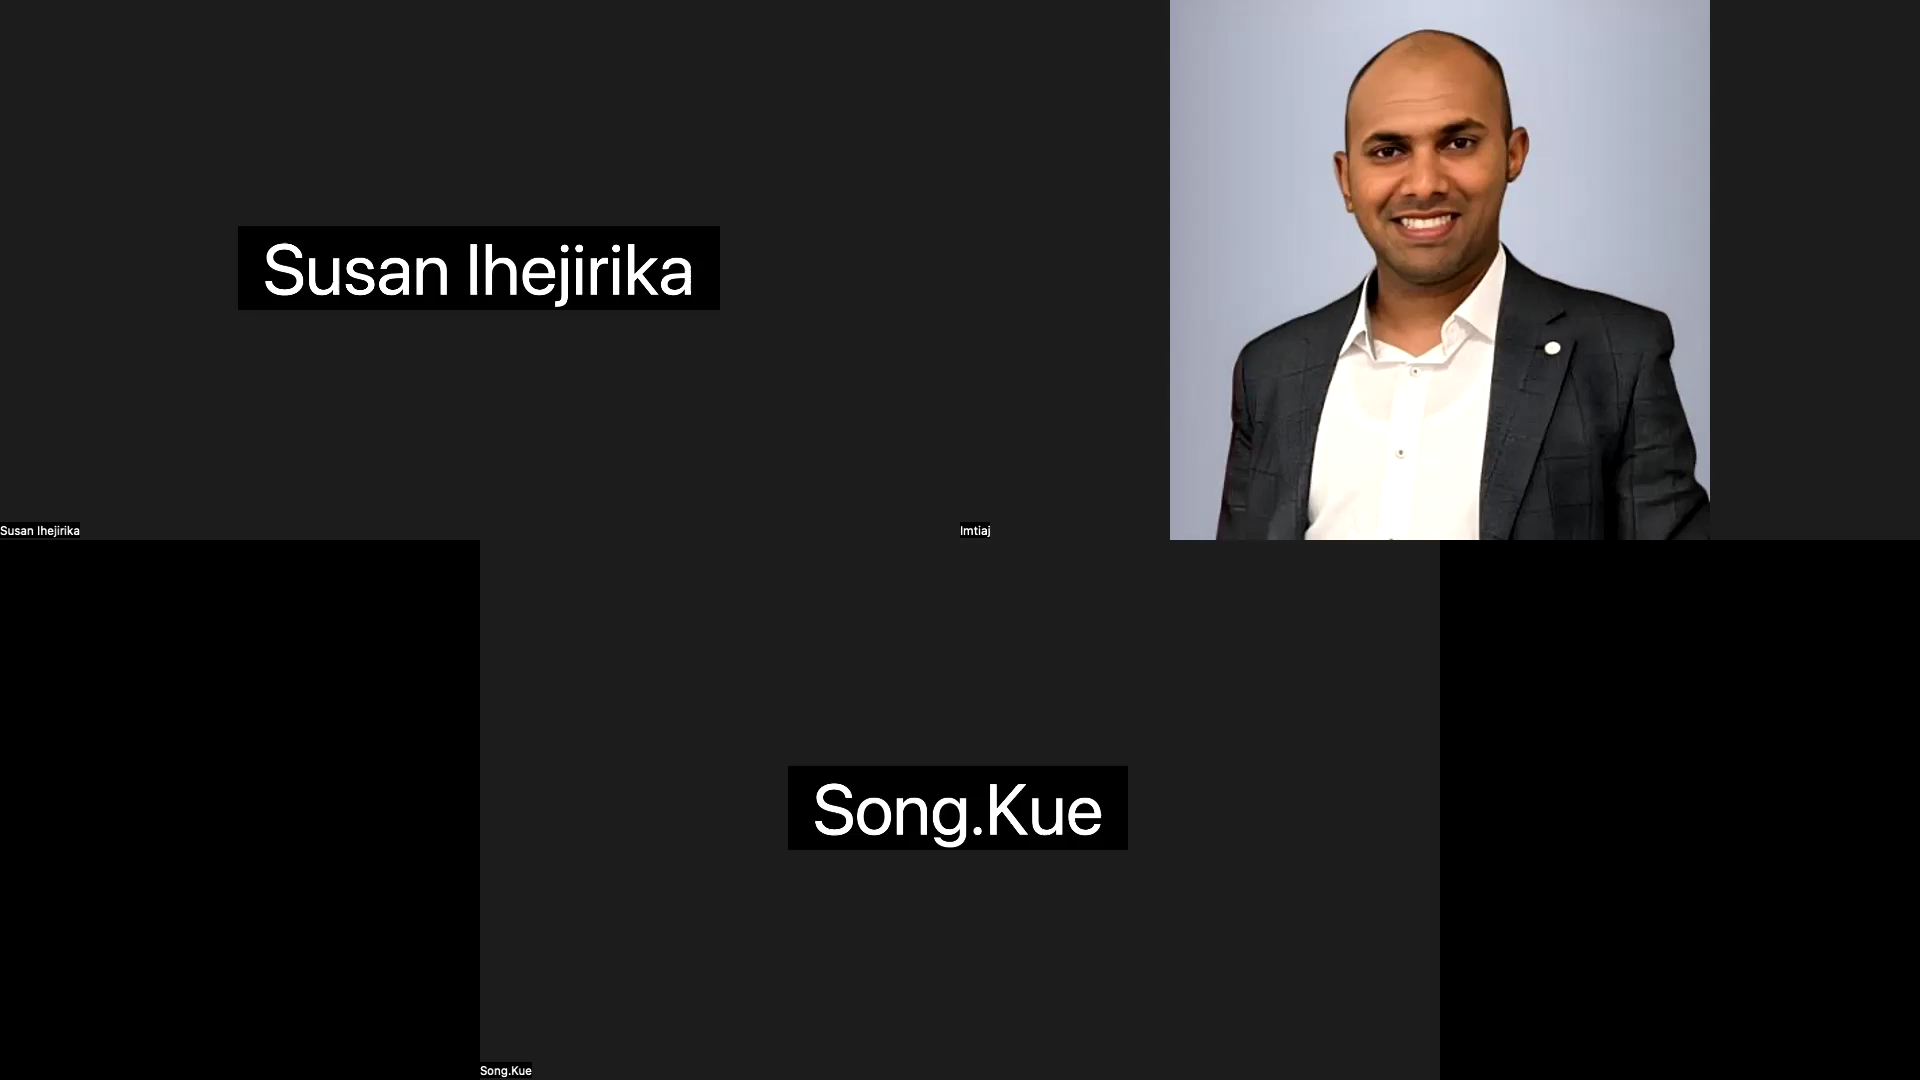 Susan Ihejirika
Susan Ihejirika
Imtiaj
Song.Kue
Song.Kue